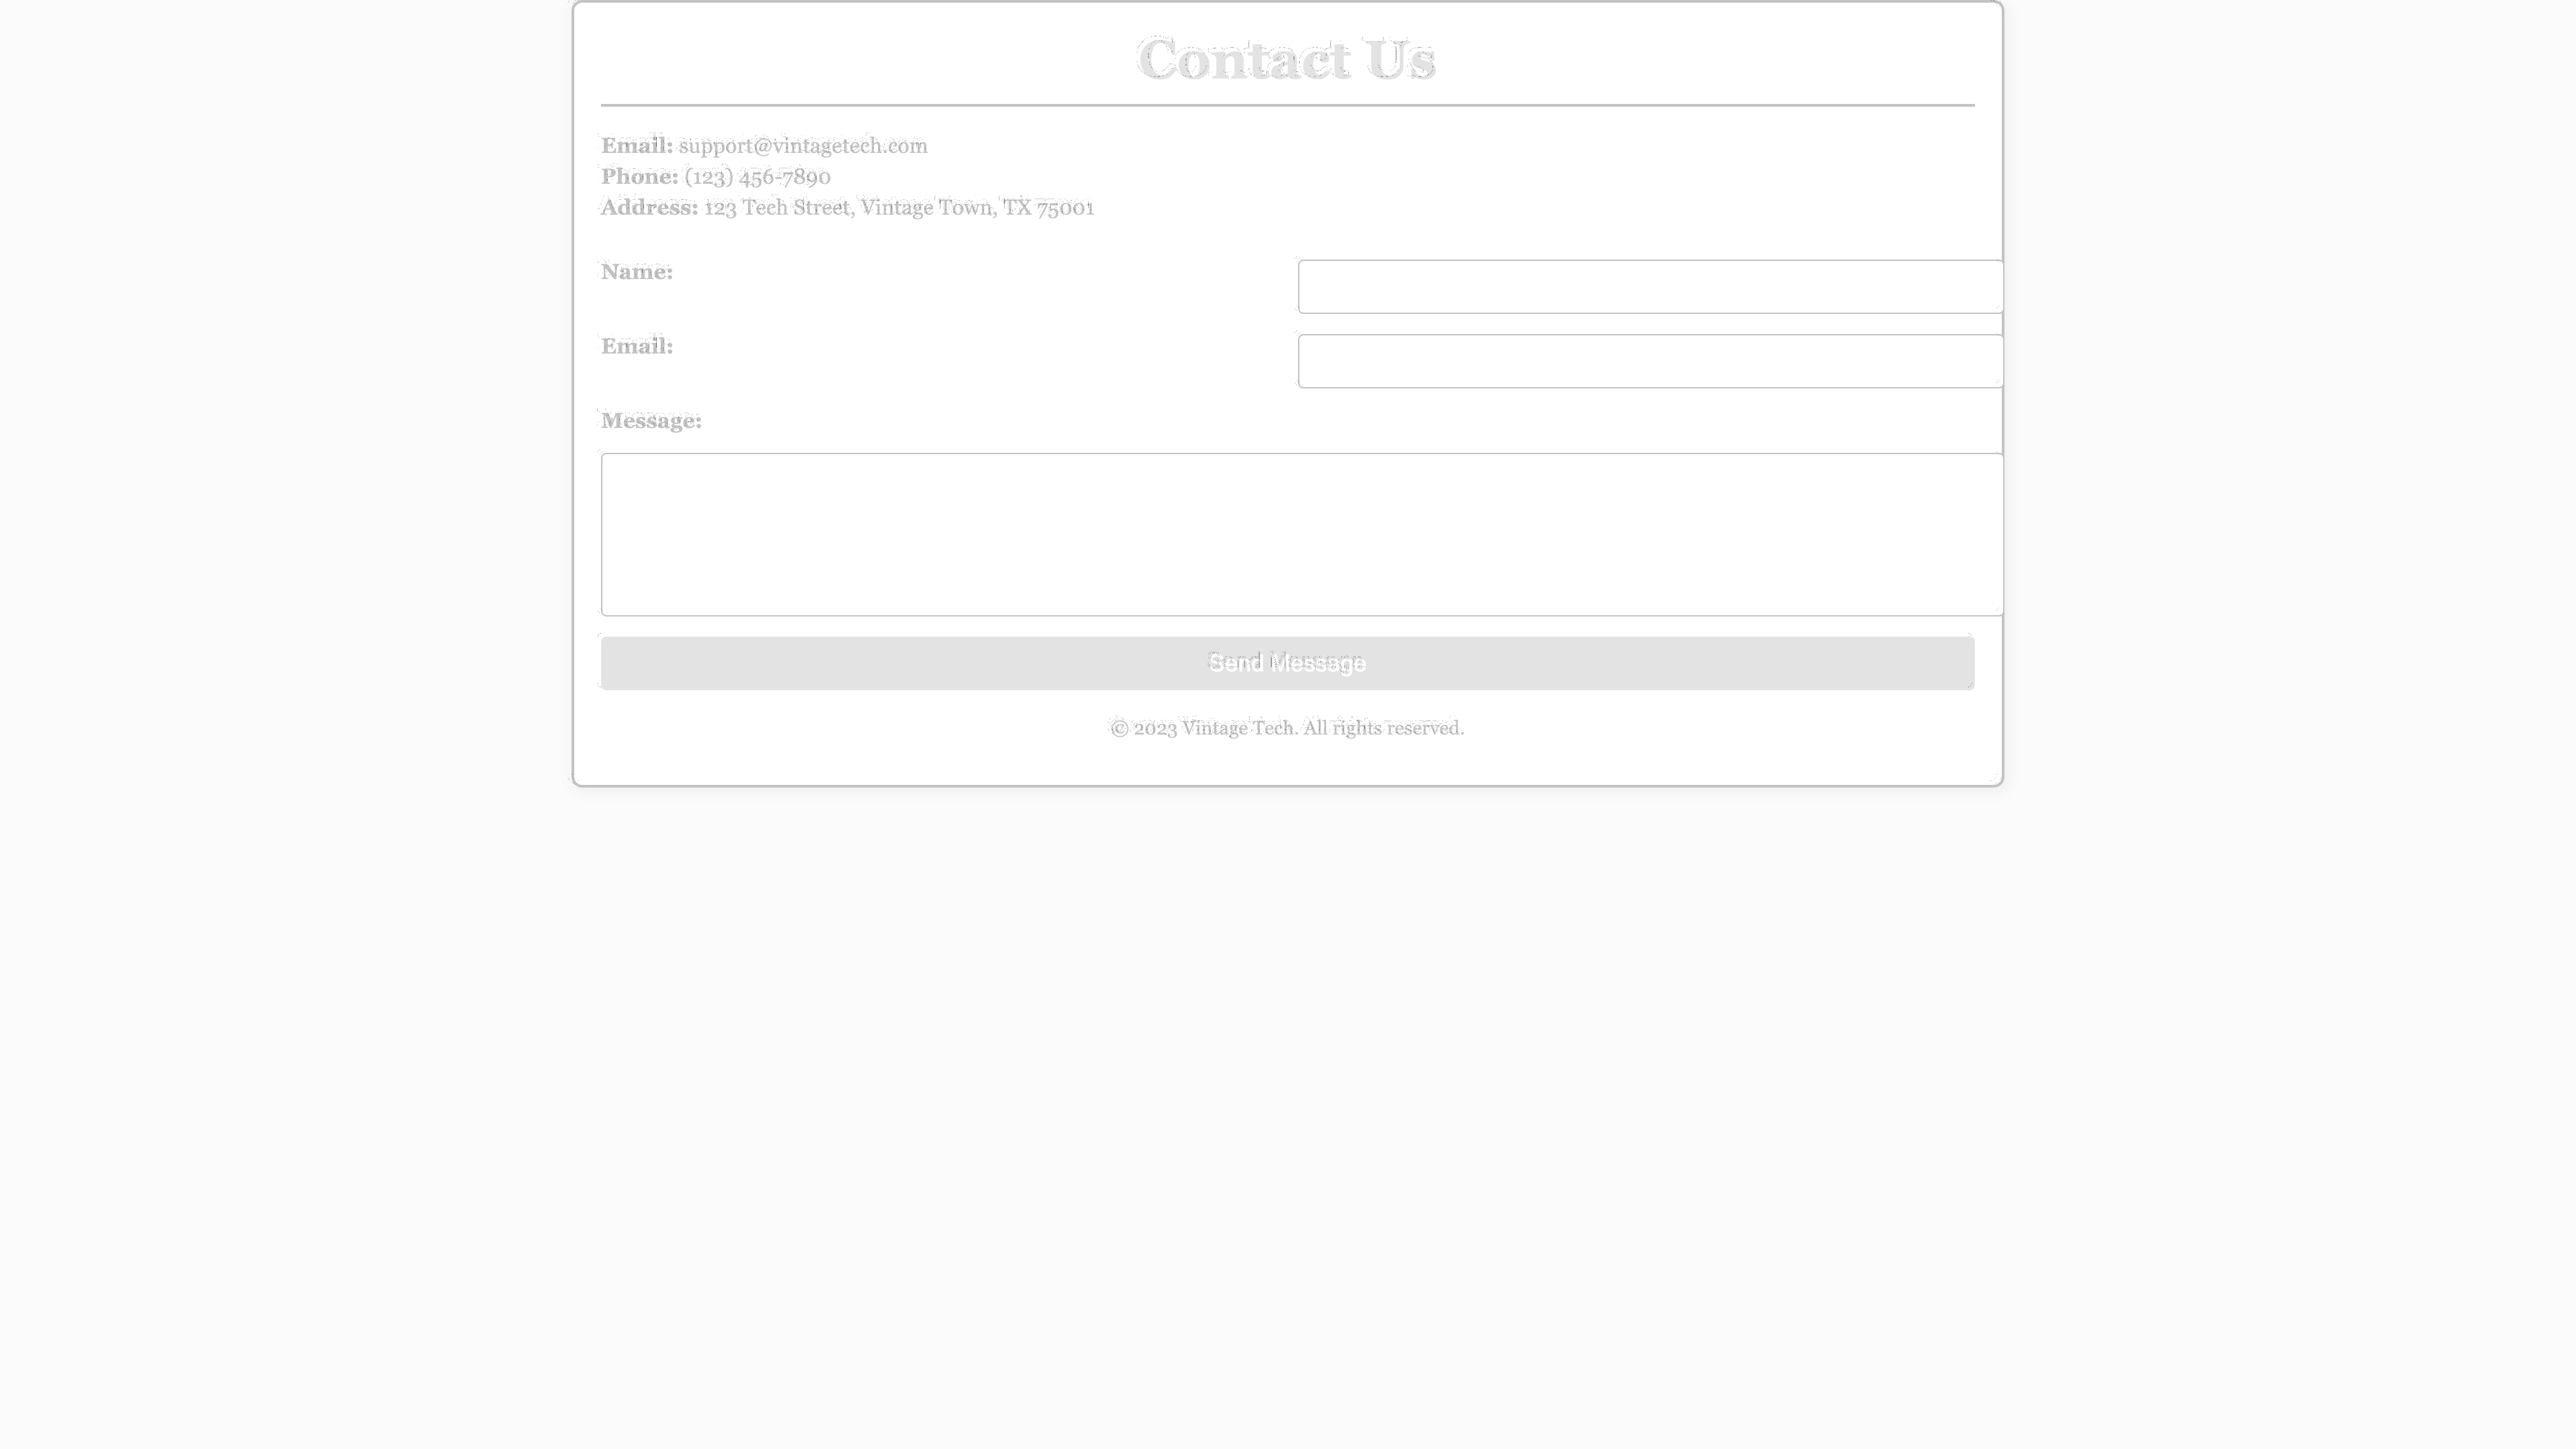 Contact Us
Email: support@vintagetech.com
Phone: (123) 456-7890
Address: 123 Tech Street, Vintage Town, TX 75001
Name:
Email:
Message:
Send Message
© 2023 Vintage Tech. All rights reserved.